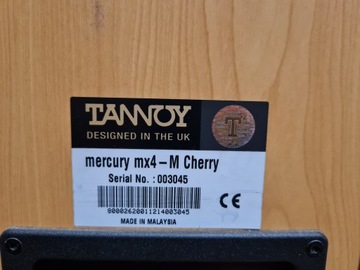 TANNOY
DESIGNED IN THE UK
T
mercury mx4-M Cherry
Serial No. : 003045
CE
MADE IN MALAYSIA